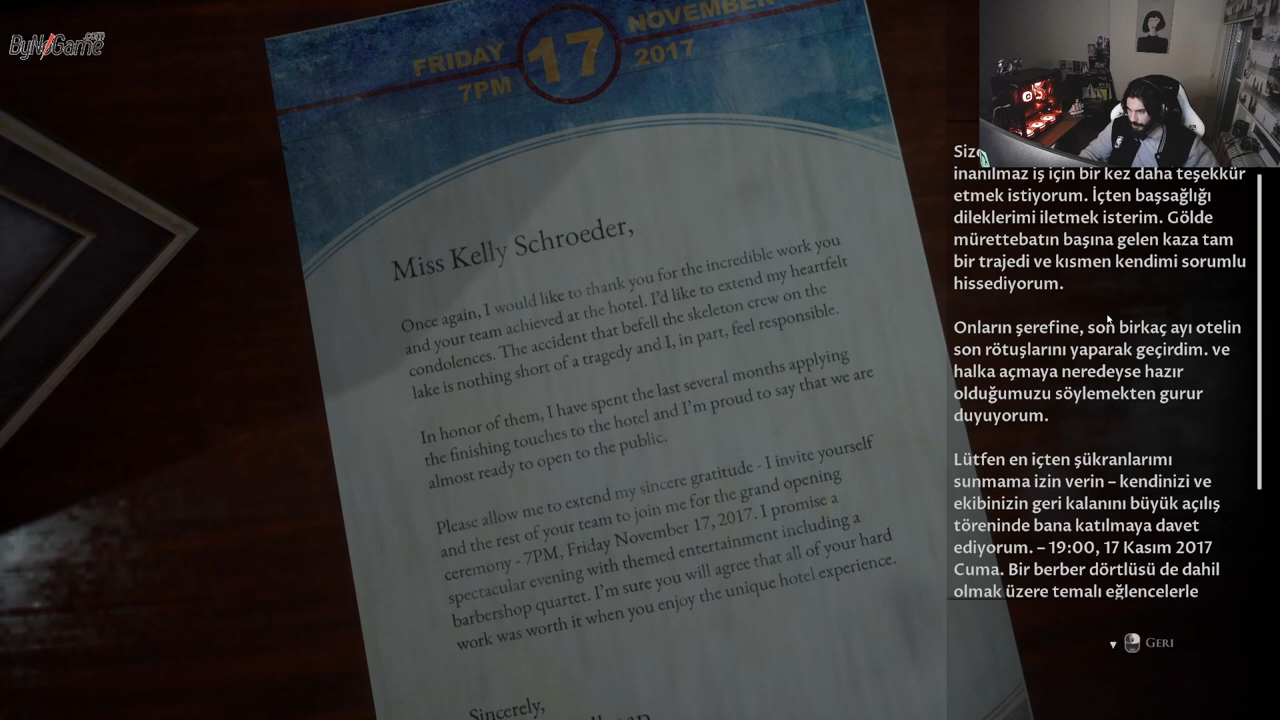 ByNoGame.com
FRIDAY
7PM
17
NOVEMBER
2017
Miss Kelly Schroeder,
Once again, I would like to thank you for the incredible work you
and your team achieved at the hotel. I'd like to extend my heartfelt
condolences. The accident that befell the skeleton crew on the
lake is nothing short of a tragedy and I, in part, feel responsible.
In honor of them, I have spent the last several months applying
the finishing touches to the hotel and I'm proud to say that we are
almost ready to open to the public.
Please allow me to extend my sincere gratitude - I invite yourself
and the rest of your team to join me for the grand opening
ceremony - 7PM, Friday November 17, 2017. I promise a
spectacular evening with themed entertainment including a
barbershop quartet. I'm sure you will agree that all of your hard
work was worth it when you enjoy the unique hotel experience.
Sincerely,
inanılmaz iş için bir kez daha teşekkür
etmek istiyorum. İçten başsağlığı
dileklerimi iletmek isterim. Gölde
mürettebatın başına gelen kaza tam
bir trajedi ve kısmen kendimi sorumlu
hissediyorum.
Onların şerefine, son birkaç ayı otelin
son rötuşlarını yaparak geçirdim. ve
halka açmaya neredeyse hazır
olduğumuzu söylemekten gurur
duyuyorum.
Lütfen en içten şükranlarımı
sunmama izin verin – kendinizi ve
ekibinizin geri kalanını büyük açılış
töreninde bana katılmaya davet
ediyorum. – 19:00, 17 Kasım 2017
Cuma. Bir berber dörtlüsü de dahil
olmak üzere temalı eğlencelerle
GERİ